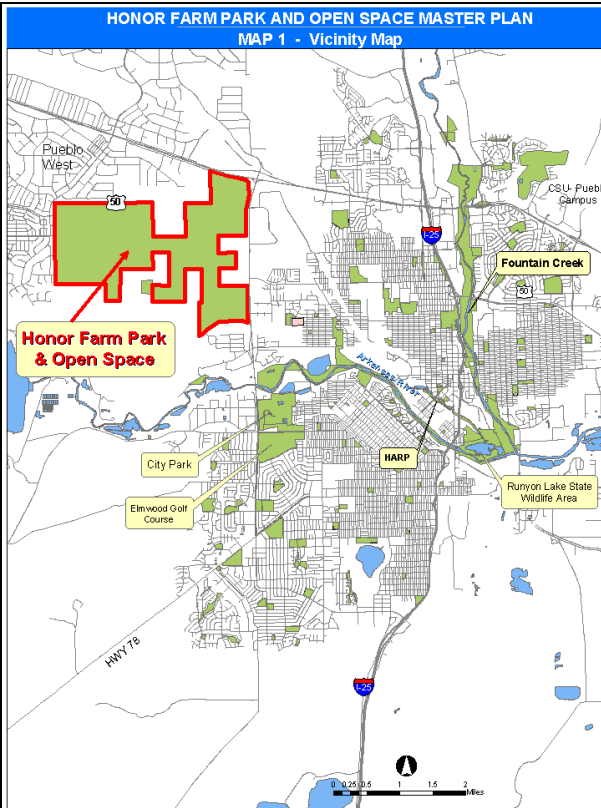 HONOR FARM PARK AND OPEN SPACE MASTER PLAN
MAP 1 - Vicinity Map
Pueblo
West
50
CSU- Pueblo
Campus
I-25
Fountain Creek
50
Honor Farm Park
& Open Space
Arkansas River
City Park
HARP
Runyon Lake State
Wildlife Area
Elmwood Golf
Course
HWY 78
I-25
0 0.25 0.5 1 1.5 2
Miles